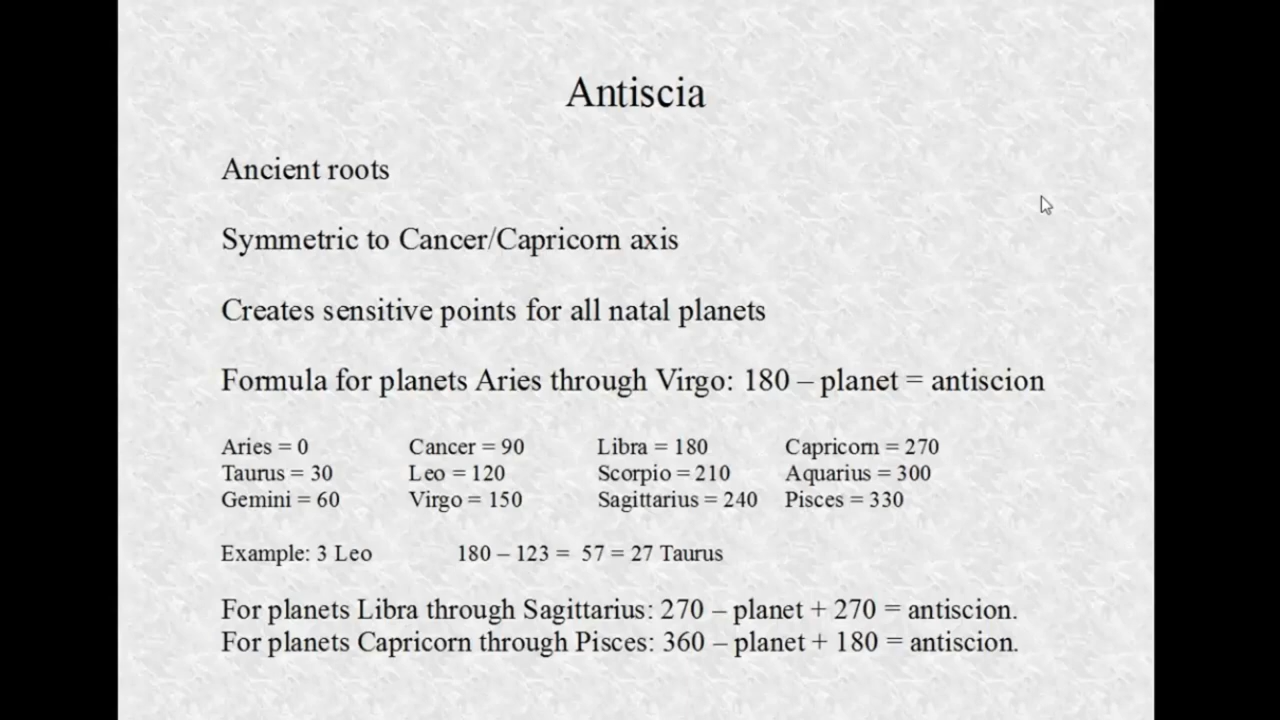 Antiscia
Ancient roots
Symmetric to Cancer/Capricorn axis
Creates sensitive points for all natal planets
Formula for planets Aries through Virgo: 180 – planet = antiscion
Aries = 0 Cancer = 90 Libra = 180 Capricorn = 270
Taurus = 30 Leo = 120 Scorpio = 210 Aquarius = 300
Gemini = 60 Virgo = 150 Sagittarius = 240 Pisces = 330
Example: 3 Leo 180 – 123 = 57 = 27 Taurus
For planets Libra through Sagittarius: 270 – planet + 270 = antiscion.
For planets Capricorn through Pisces: 360 – planet + 180 = antiscion.